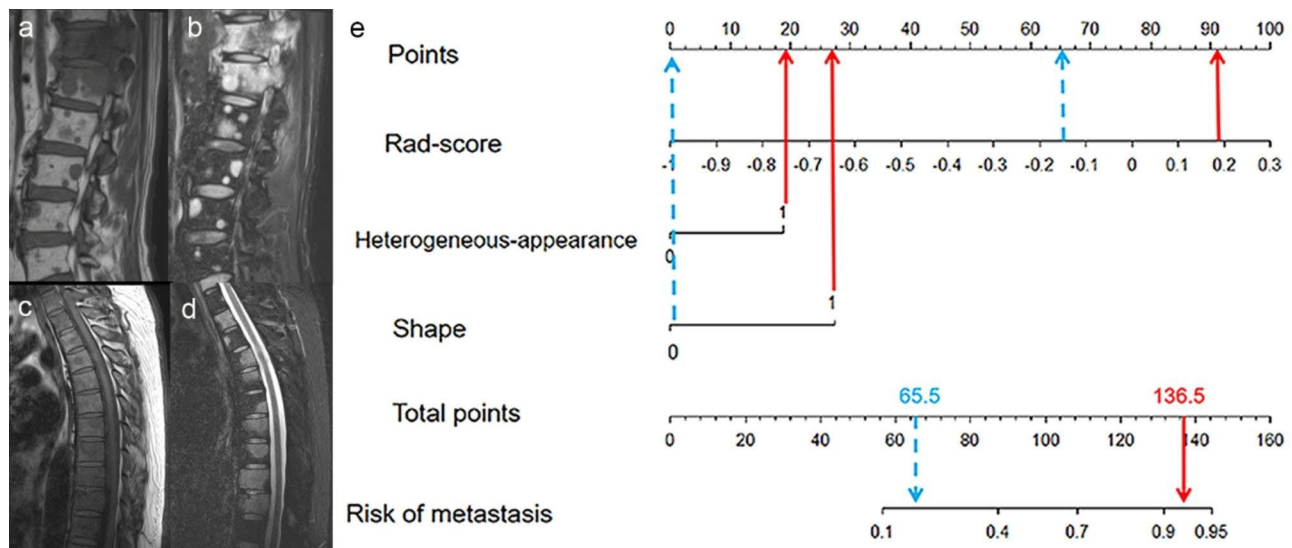 a
b
c
d
e
Points
0 10 20 30 40 50 60 70 80 90 100
Rad-score
-1 -0.9 -0.8 -0.7 -0.6 -0.5 -0.4 -0.3 -0.2 -0.1 0 0.1 0.2 0.3
1
Heterogeneous-appearance
0
1
Shape
0
65.5 136.5
Total points
0 20 40 60 80 100 120 140 160
Risk of metastasis
0.1 0.4 0.7 0.9 0.95